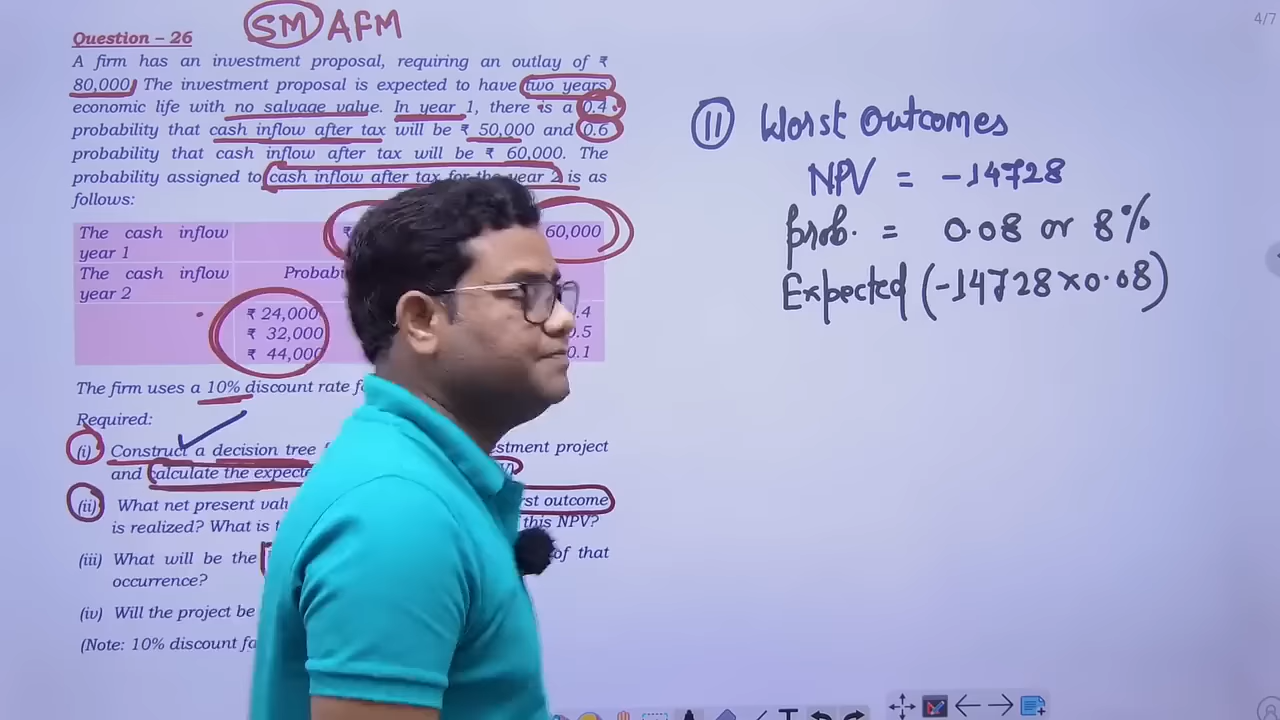 4/7
SM AFM
Question – 26
A firm has an investment proposal, requiring an outlay of ₹
80,000. The investment proposal is expected to have two years
economic life with no salvage value. In year 1, there is a 0.4
probability that cash inflow after tax will be ₹ 50,000 and 0.6
probability that cash inflow after tax will be ₹ 60,000. The
probability assigned to cash inflow after tax for the year 2 is as
follows:
The cash inflow ₹ 60,000
year 1
The cash inflow Probabi
year 2
₹ 24,000 .4
₹ 32,000 0.5
₹ 44,000 0.1
The firm uses a 10% discount rate f
Required:
(i) Construct a decision tree estment project
and calculate the expecte V)
(ii) What net present val rst outcome
is realized? What is t this NPV?
(iii) What will be the of that
occurrence?
(iv) Will the project be
(Note: 10% discount fa
(11) Worst Outcomes
NPV = -14728
prob. = 0.08 or 8%
Expected (-14728×0.08)